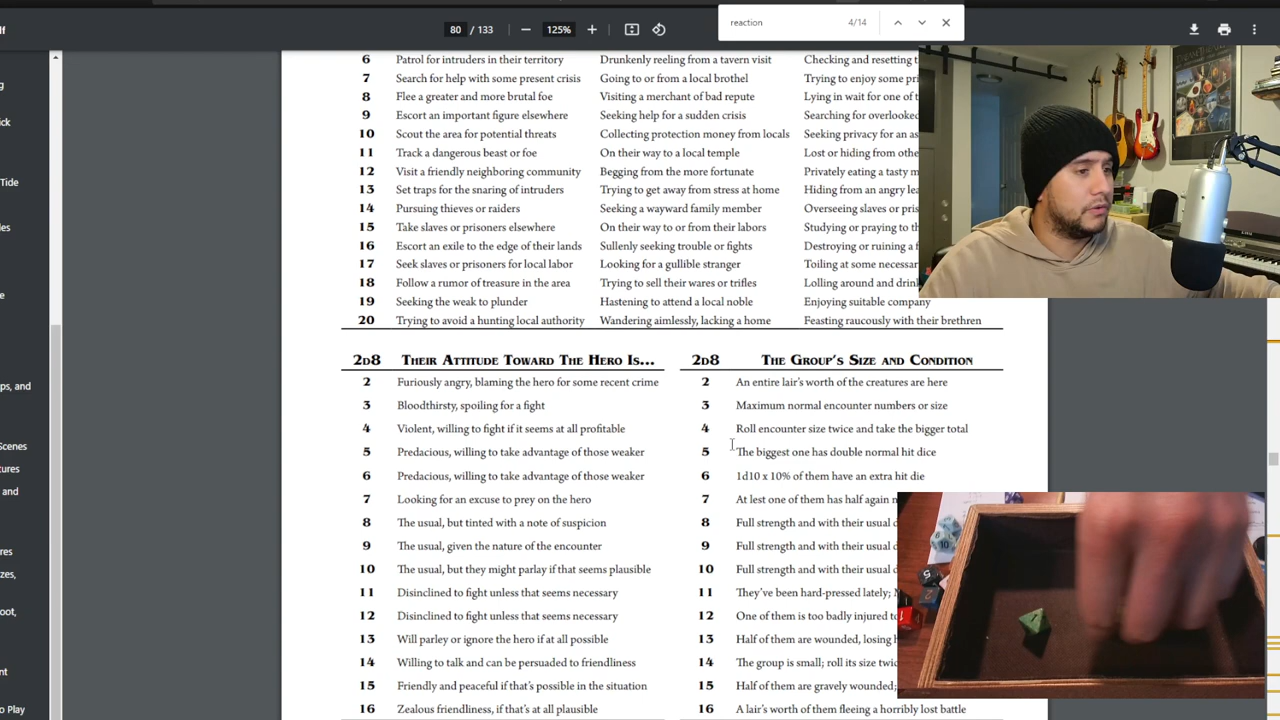 reaction 4/14
80 / 133 125%
6 Patrol for intruders in their territory Drunkenly reeling from a tavern visit Checking and resetting t
7 Search for help with some present crisis Going to or from a local brothel Trying to enjoy some pri
8 Flee a greater and more brutal foe Visiting a merchant of bad repute Lying in wait for one of t
9 Escort an important figure elsewhere Seeking help for a sudden crisis Searching for overlooked
10 Scout the area for potential threats Collecting protection money from locals Seeking privacy for an as
11 Track a dangerous beast or foe On their way to a local temple Lost or hiding from othe
12 Visit a friendly neighboring community Begging from the more fortunate Privately eating a tasty m
13 Set traps for the snaring of intruders Trying to get away from stress at home Hiding from an angry lea
14 Pursuing thieves or raiders Seeking a wayward family member Overseeing slaves or pris
15 Take slaves or prisoners elsewhere On their way to or from their labors Studying or praying to th
16 Escort an exile to the edge of their lands Sullenly seeking trouble or fights Destroying or ruining a f
17 Seek slaves or prisoners for local labor Looking for a gullible stranger Toiling at some necessar
18 Follow a rumor of treasure in the area Trying to sell their wares or trifles Lolling around and drin
19 Seeking the weak to plunder Hastening to attend a local noble Enjoying suitable company
20 Trying to avoid a hunting local authority Wandering aimlessly, lacking a home Feasting raucously with their brethren
2D8 THEIR ATTITUDE TOWARD THE HERO IS... 2D8 THE GROUP'S SIZE AND CONDITION
2 Furiously angry, blaming the hero for some recent crime 2 An entire lair's worth of the creatures are here
3 Bloodthirsty, spoiling for a fight 3 Maximum normal encounter numbers or size
4 Violent, willing to fight if it seems at all profitable 4 Roll encounter size twice and take the bigger total
5 Predacious, willing to take advantage of those weaker 5 The biggest one has double normal hit dice
6 Predacious, willing to take advantage of those weaker 6 1d10 x 10% of them have an extra hit die
7 Looking for an excuse to prey on the hero 7 At lest one of them has half again n
8 The usual, but tinted with a note of suspicion 8 Full strength and with their usual d
9 The usual, given the nature of the encounter 9 Full strength and with their usual d
10 The usual, but they might parlay if that seems plausible 10 Full strength and with their usual d
11 Disinclined to fight unless that seems necessary 11 They've been hard-pressed lately;
12 Disinclined to fight unless that seems necessary 12 One of them is too badly injured to
13 Will parley or ignore the hero if at all possible 13 Half of them are wounded, losing h
14 Willing to talk and can be persuaded to friendliness 14 The group is small; roll its size twic
15 Friendly and peaceful if that's possible in the situation 15 Half of them are gravely wounded;
16 Zealous friendliness, if that's at all plausible 16 A lair's worth of them fleeing a horribly lost battle
f
g
ck
Tide
les
e
ps, and
cenes
tures
and
res
zes,
oot,
nt
o Play